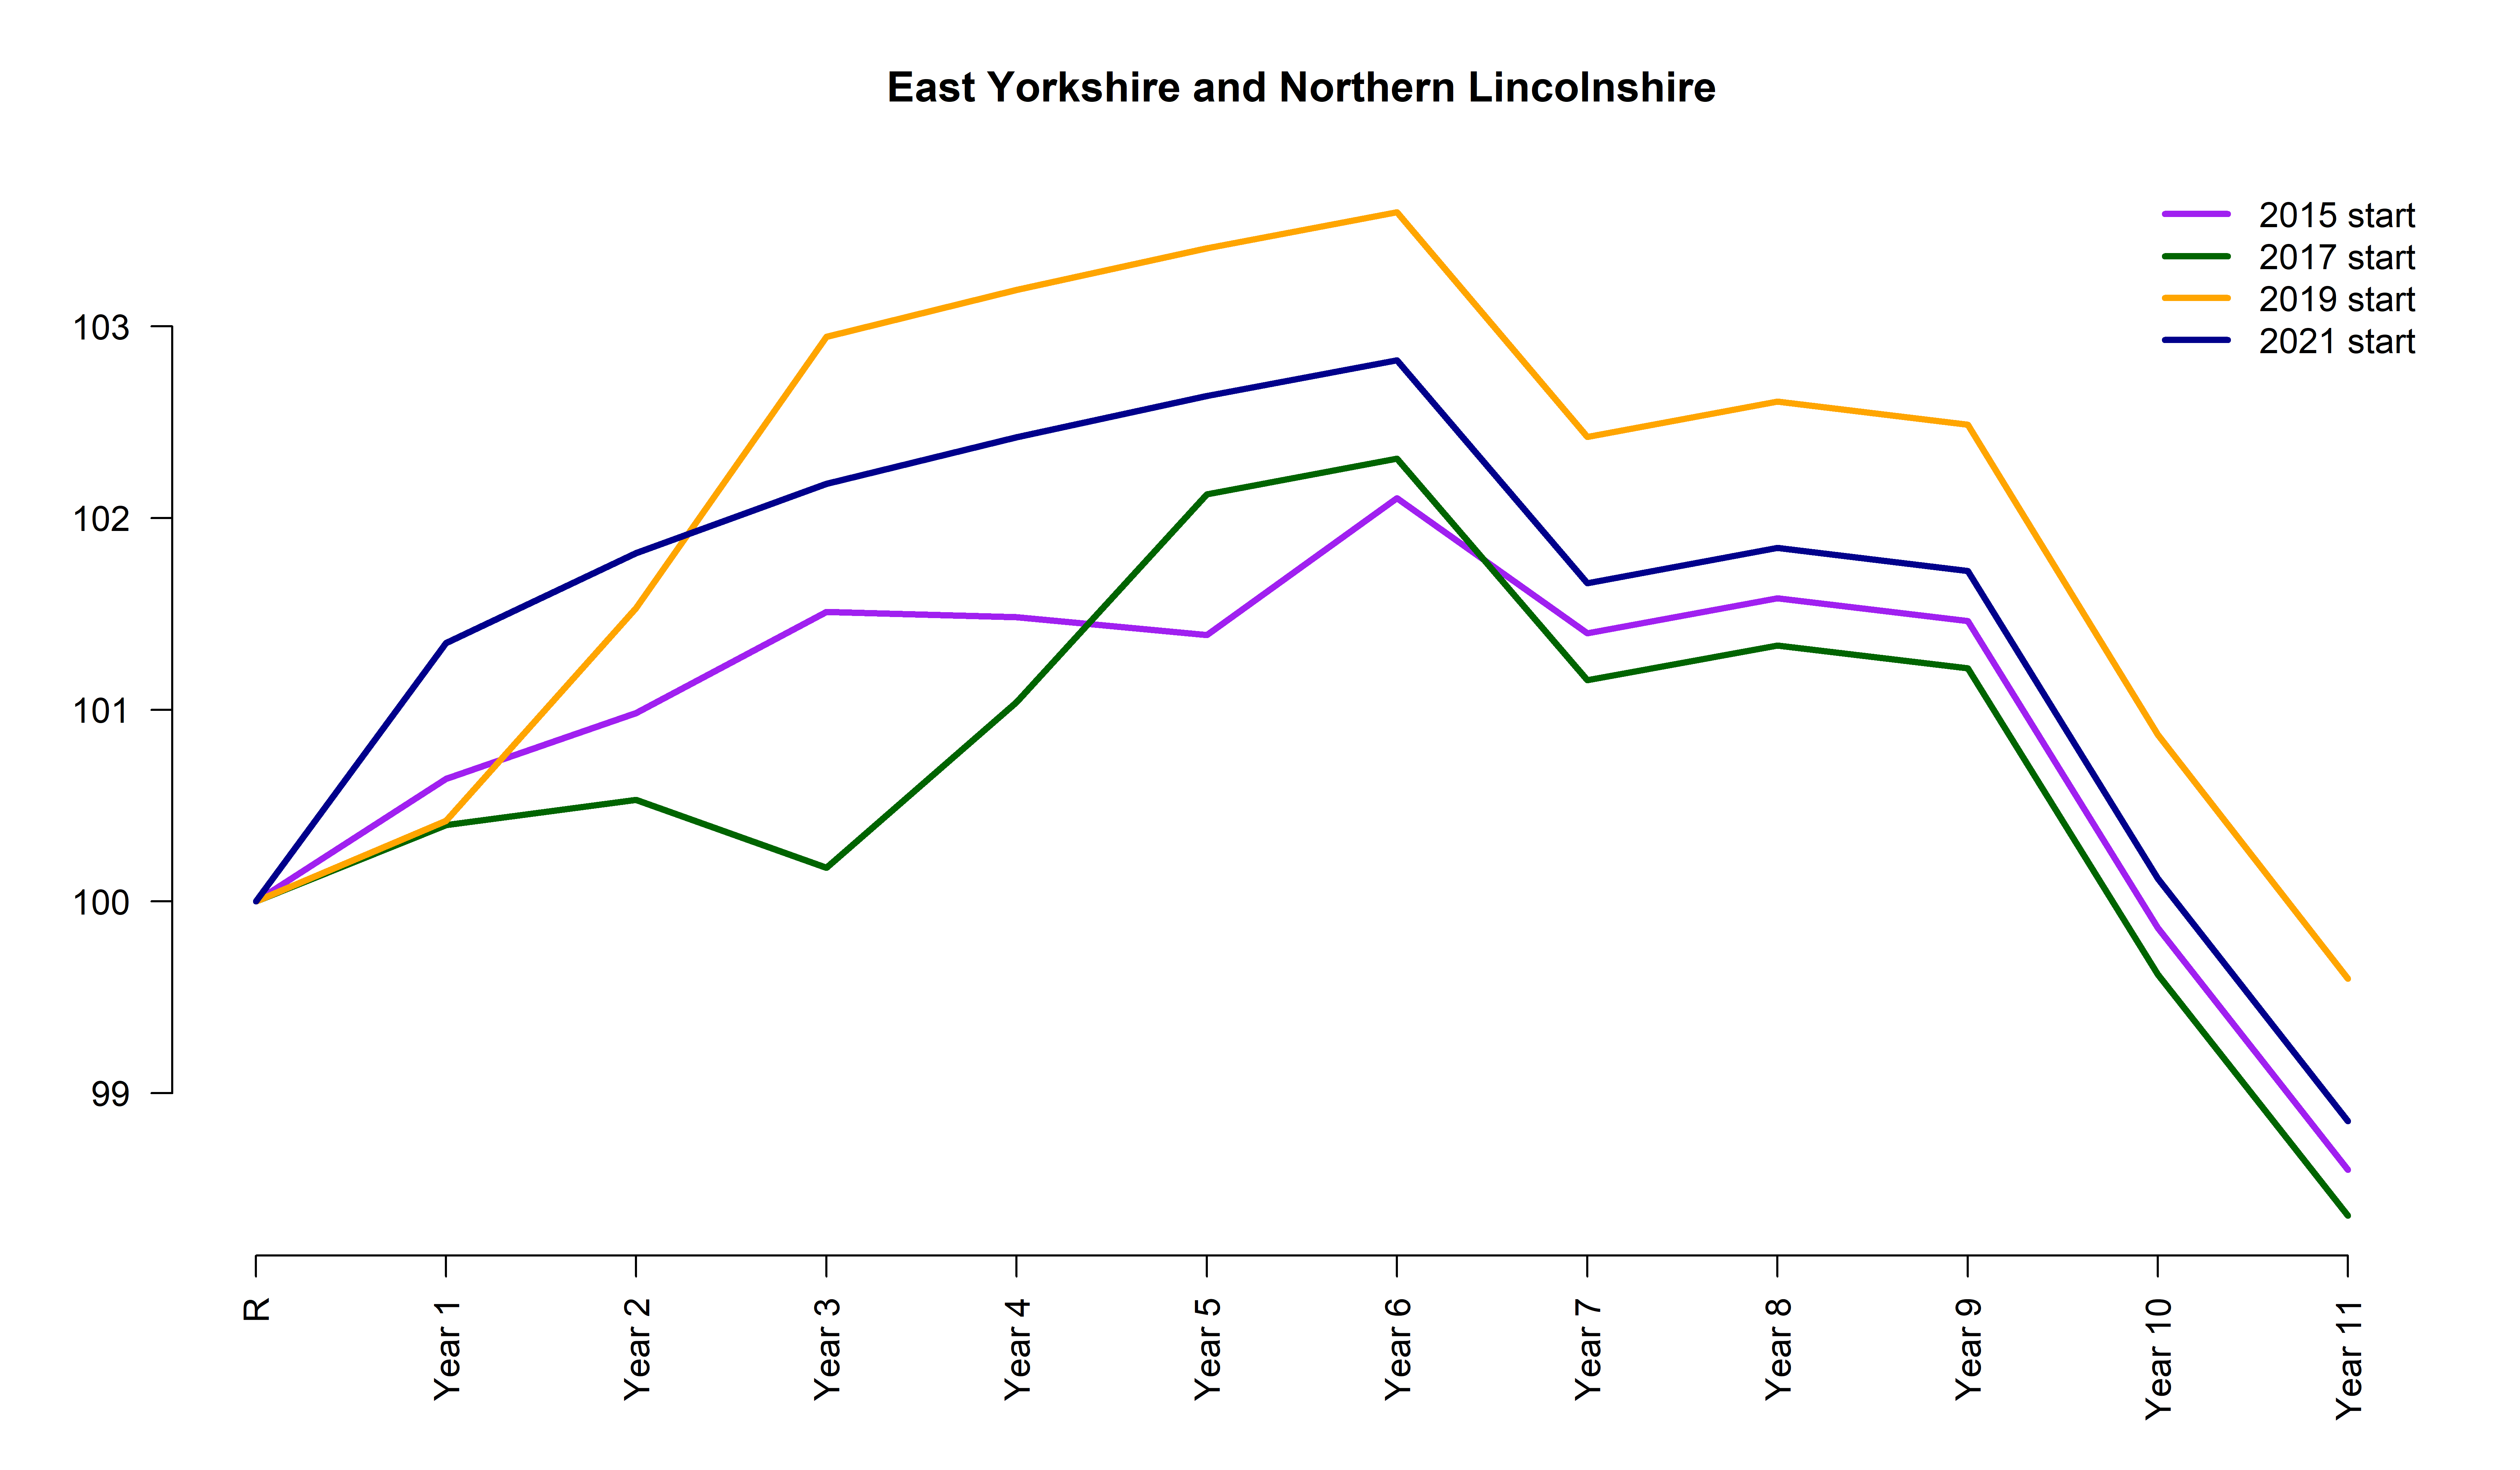 East Yorkshire and Northern Lincolnshire
2015 start
2017 start
2019 start
2021 start
103
102
101
100
99
R
Year 1
Year 2
Year 3
Year 4
Year 5
Year 6
Year 7
Year 8
Year 9
Year 10
Year 11